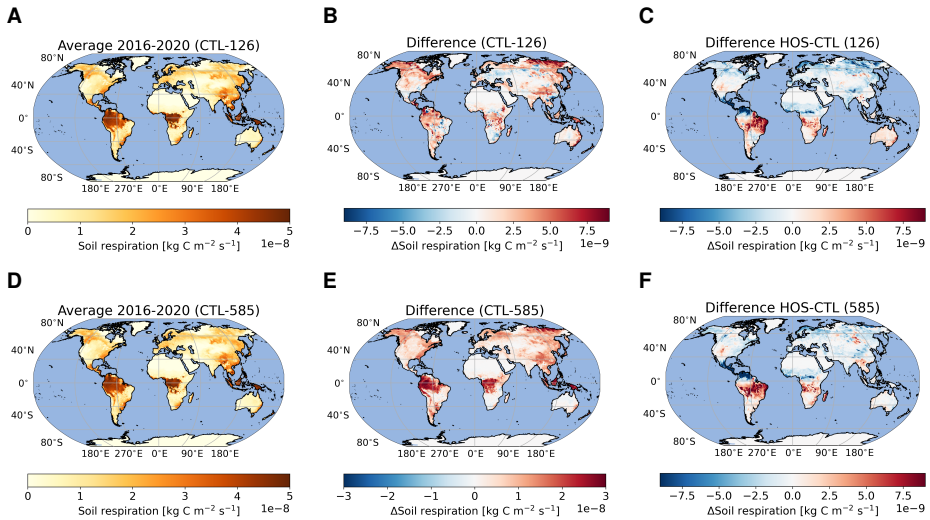 A
B
C
Average 2016-2020 (CTL-126)
Difference (CTL-126)
Difference HOS-CTL (126)
80°N
40°N
0°
40°S
80°S
180°E 270°E 0°E 90°E 180°E
80°N
40°N
0°
40°S
80°S
180°E 270°E 0°E 90°E 180°E
80°N
40°N
0°
40°S
80°S
180°E 270°E 0°E 90°E 180°E
0 1 2 3 4 5
Soil respiration [kg C m⁻² s⁻¹] 1e−8
−7.5 −5.0 −2.5 0.0 2.5 5.0 7.5
ΔSoil respiration [kg C m⁻² s⁻¹] 1e−9
−7.5 −5.0 −2.5 0.0 2.5 5.0 7.5
ΔSoil respiration [kg C m⁻² s⁻¹] 1e−9
D
E
F
Average 2016-2020 (CTL-585)
Difference (CTL-585)
Difference HOS-CTL (585)
80°N
40°N
0°
40°S
80°S
180°E 270°E 0°E 90°E 180°E
80°N
40°N
0°
40°S
80°S
180°E 270°E 0°E 90°E 180°E
80°N
40°N
0°
40°S
80°S
180°E 270°E 0°E 90°E 180°E
0 1 2 3 4 5
Soil respiration [kg C m⁻² s⁻¹] 1e−8
−3 −2 −1 0 1 2 3
ΔSoil respiration [kg C m⁻² s⁻¹] 1e−8
−7.5 −5.0 −2.5 0.0 2.5 5.0 7.5
ΔSoil respiration [kg C m⁻² s⁻¹] 1e−9